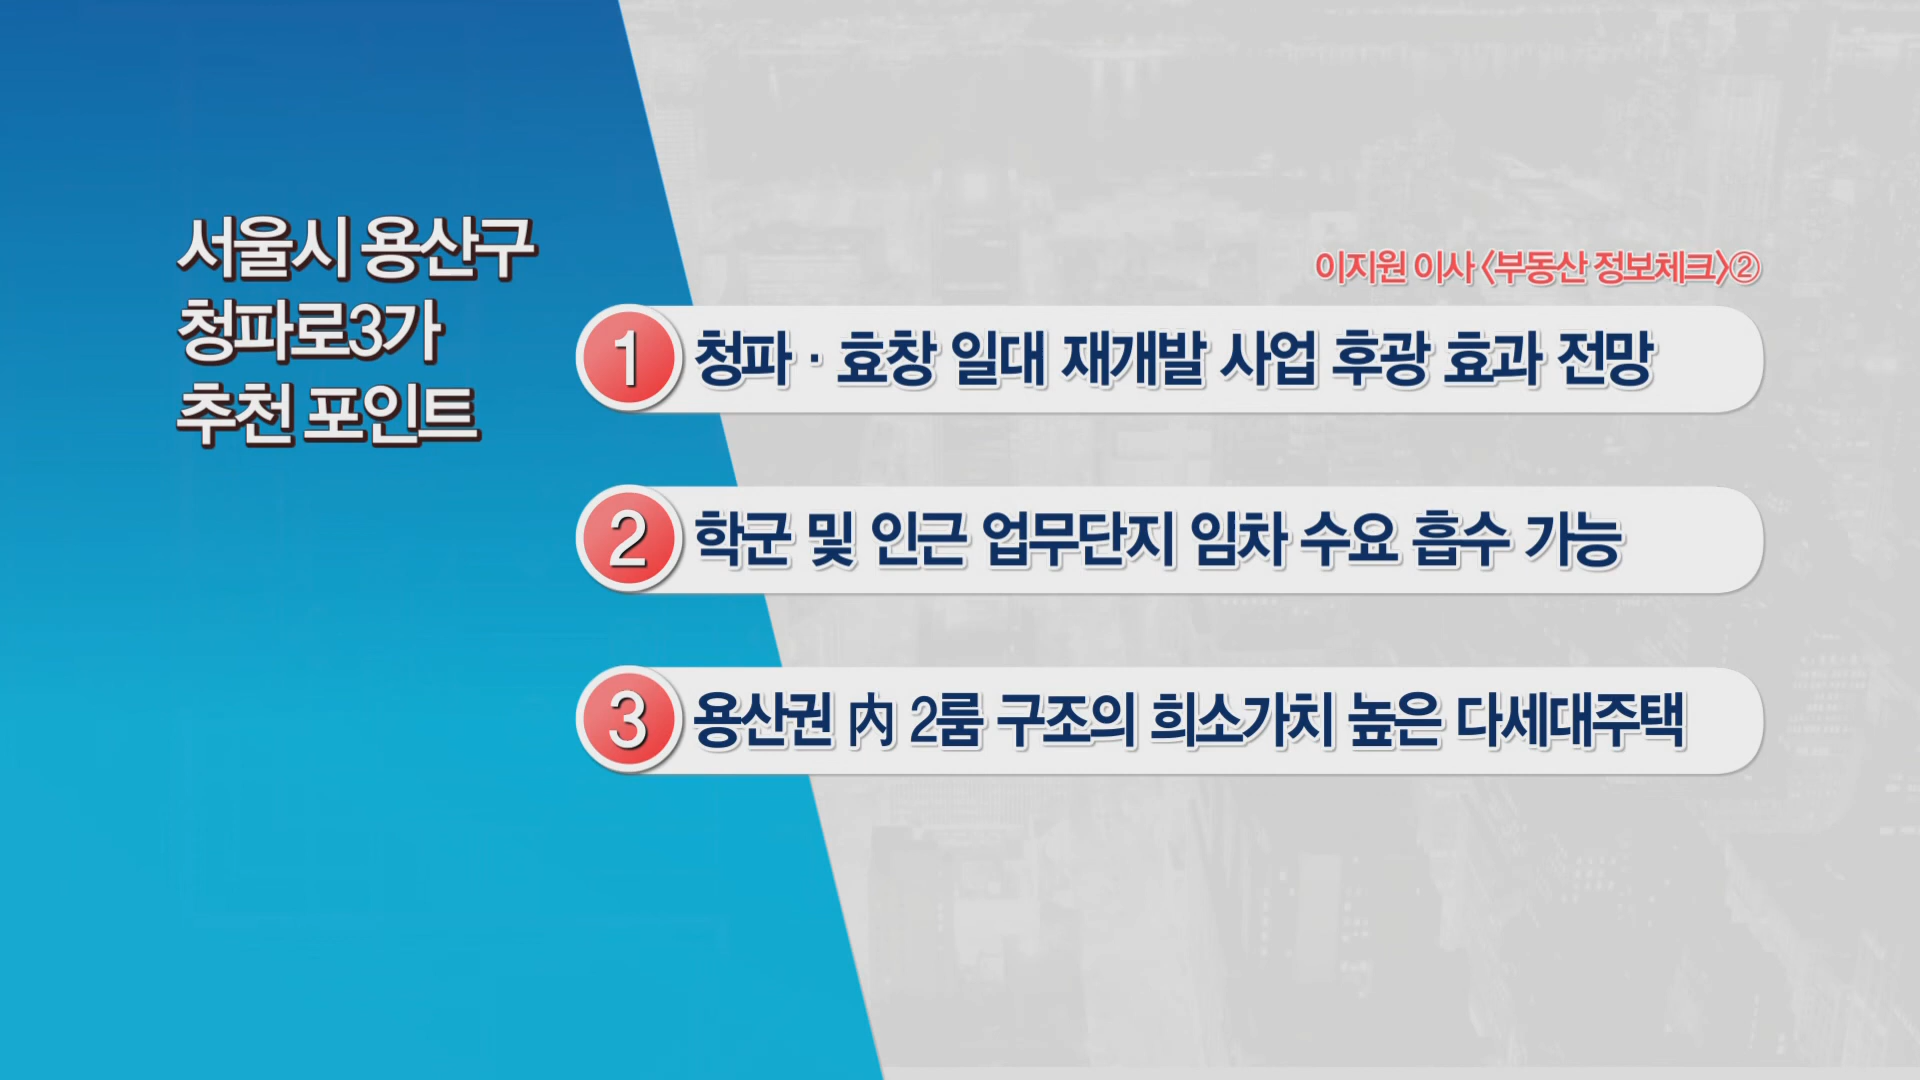 서울시 용산구
청파로3가
추천 포인트
이지원 이사 <부동산 정보체크>②
1 청파·효창 일대 재개발 사업 후광 효과 전망
2 학군 및 인근 업무단지 임차 수요 흡수 가능
3 용산권 內 2룸 구조의 희소가치 높은 다세대주택